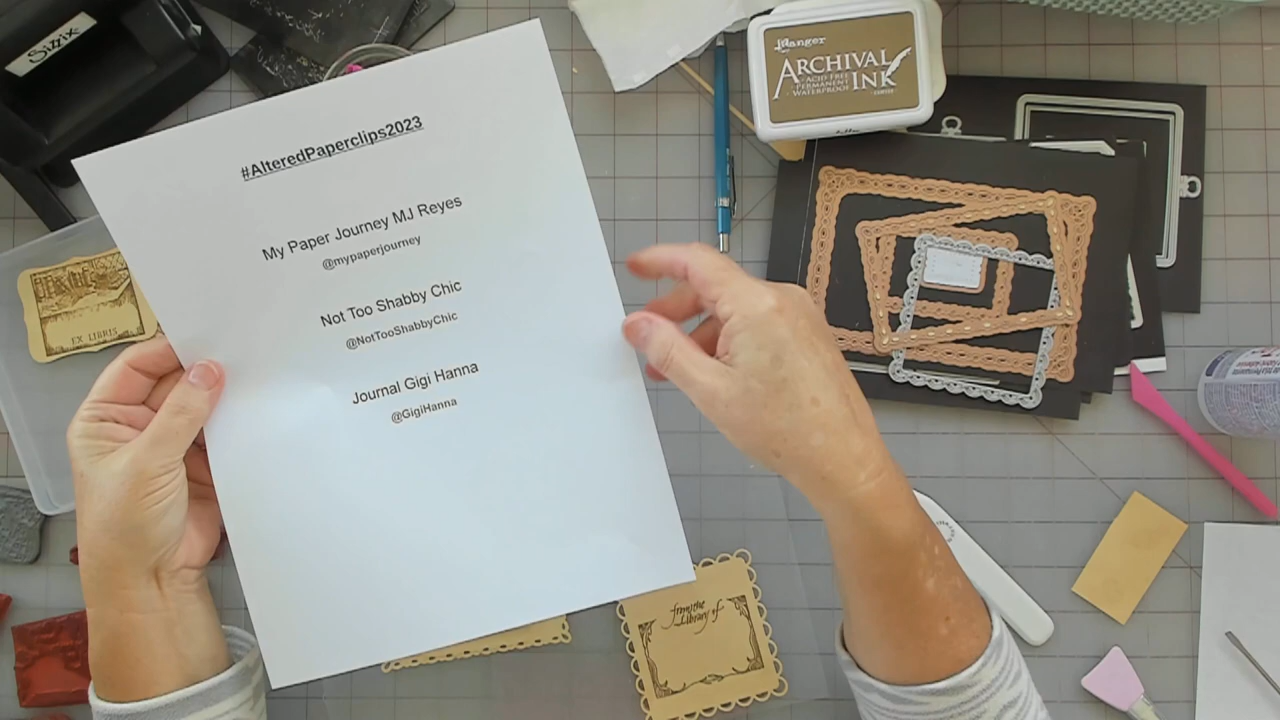 Sizzix
#AlteredPaperclips2023
My Paper Journey MJ Reyes
@mypaperjourney
Not Too Shabby Chic
@NotTooShabbyChic
Journal Gigi Hanna
@GigiHanna
Ranger
ARCHIVAL
INK
ACID FREE
PERMANENT
WATERPROOF
EX LIBRIS
from the
Library of